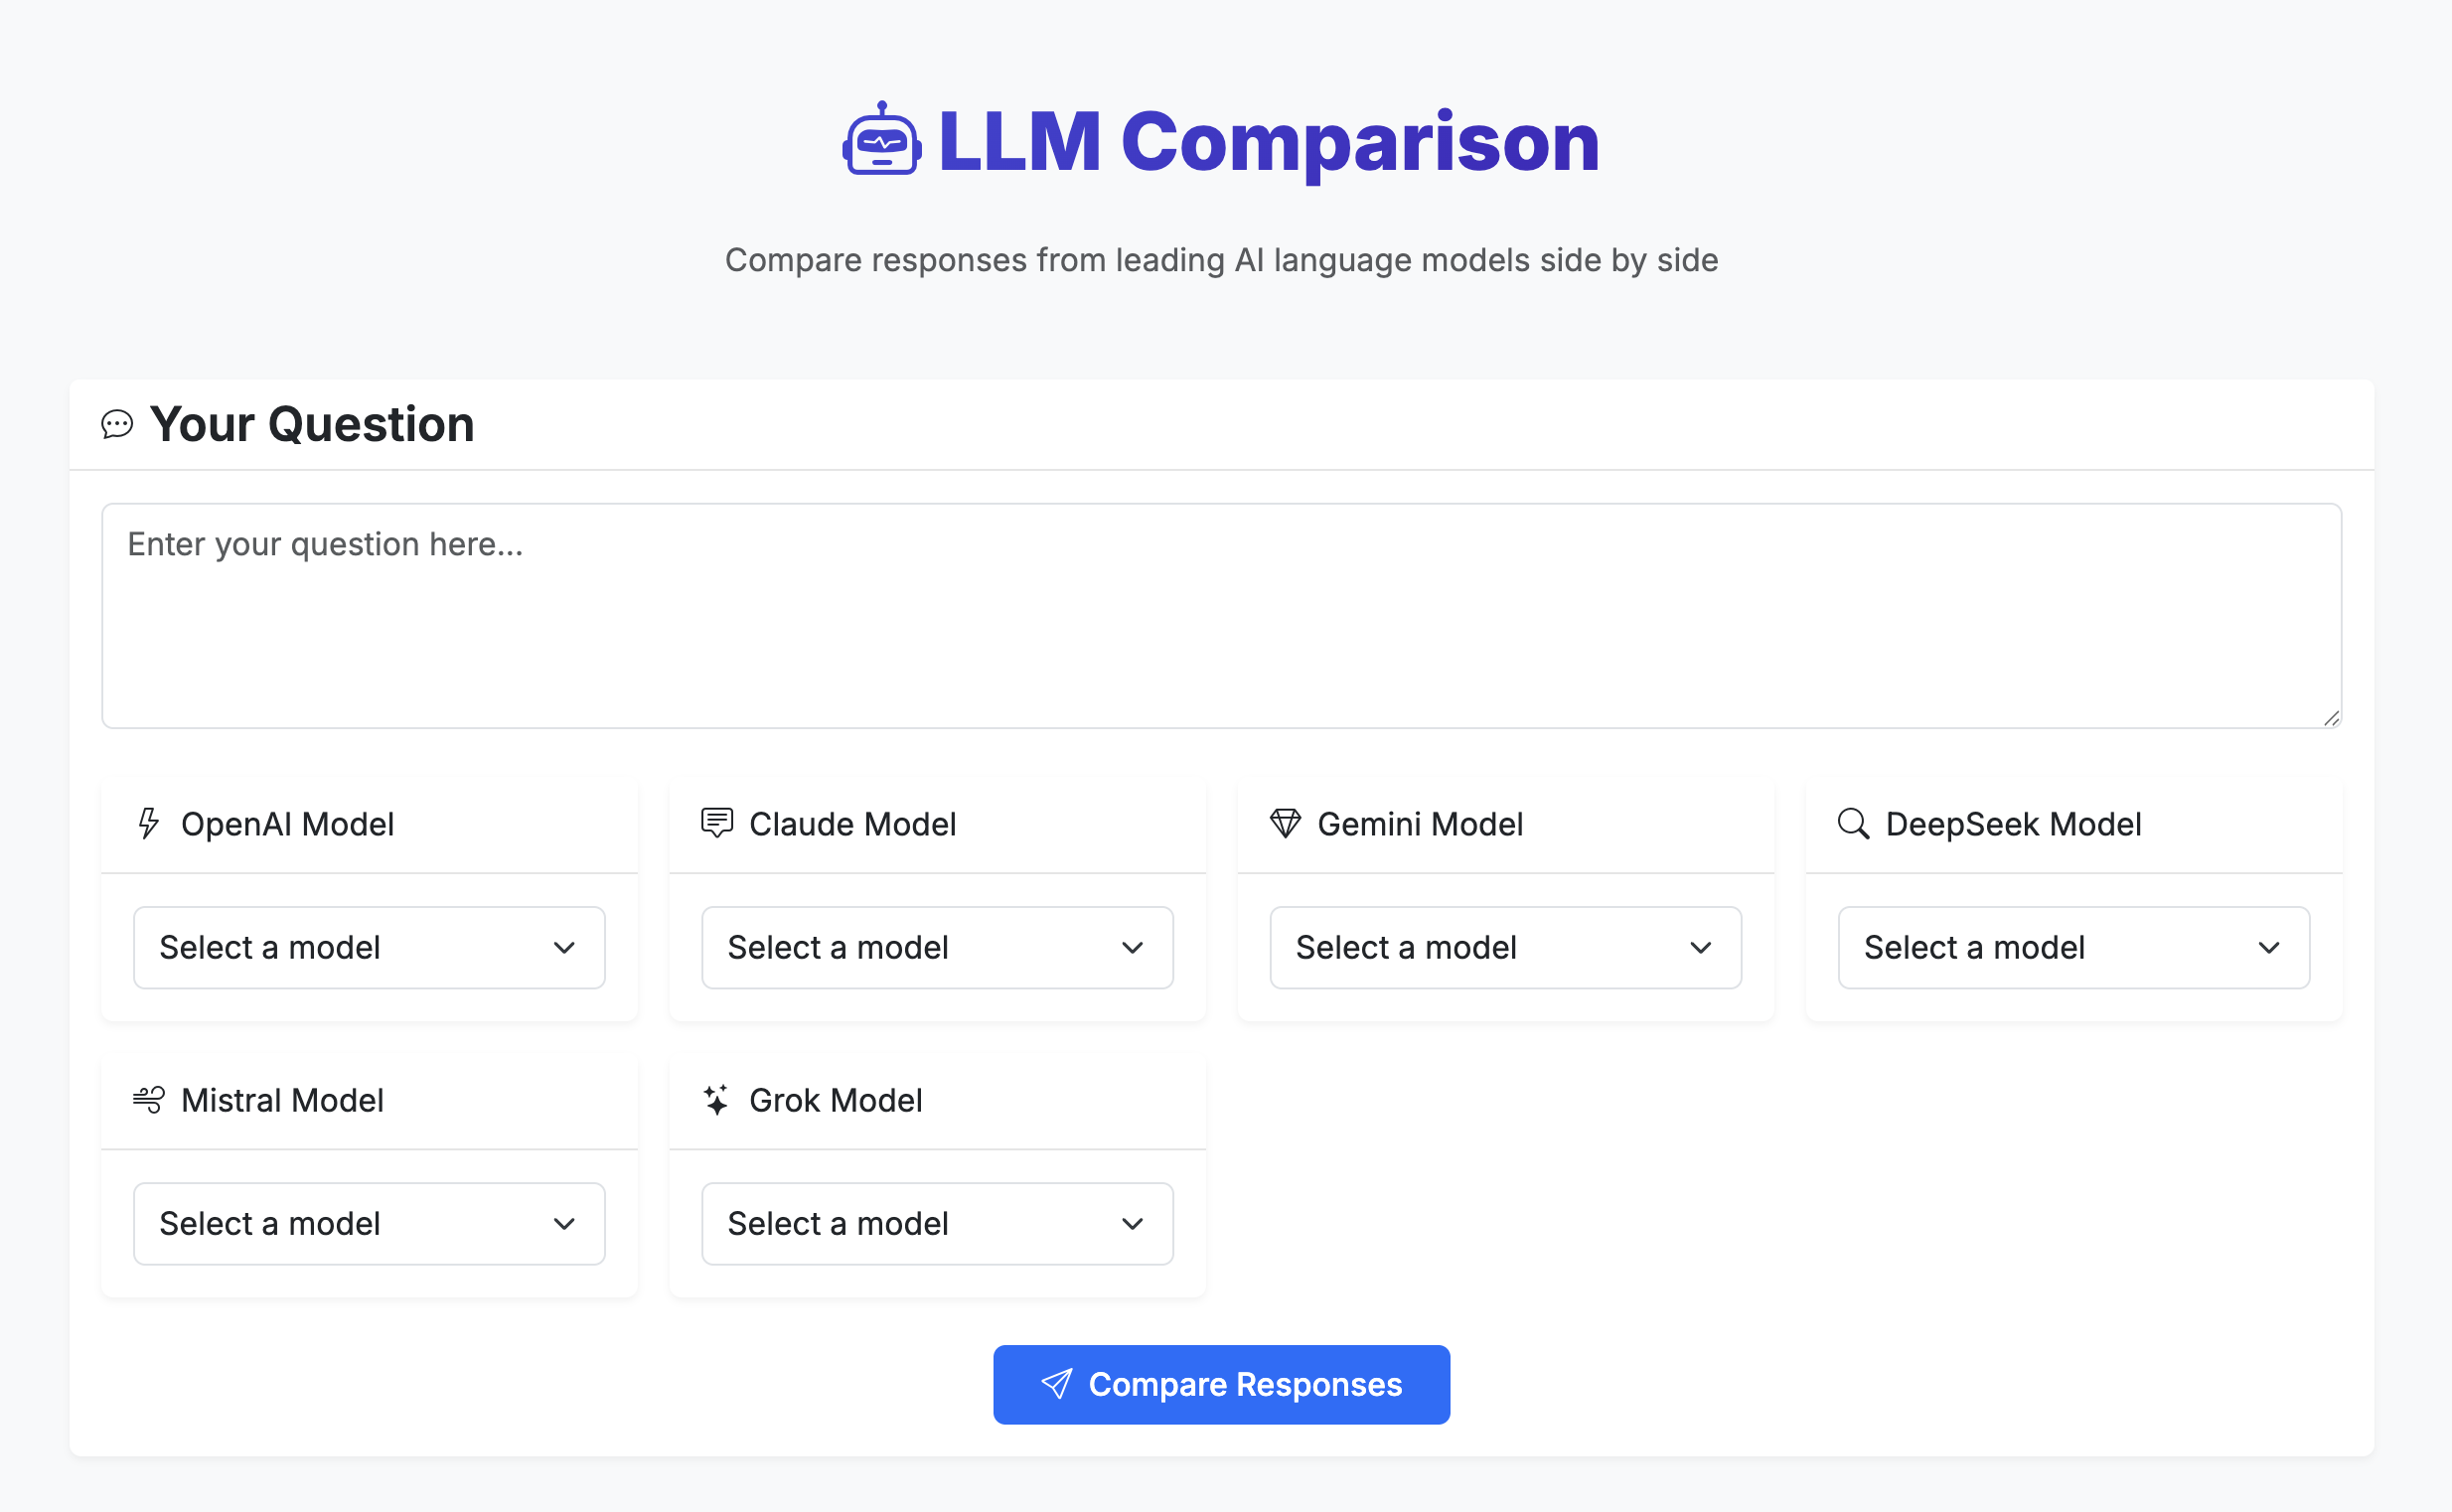 LLM Comparison
Compare responses from leading AI language models side by side
Your Question
Enter your question here...
OpenAI Model
Claude Model
Gemini Model
DeepSeek Model
Select a model
Select a model
Select a model
Select a model
Mistral Model
Grok Model
Select a model
Select a model
Compare Responses